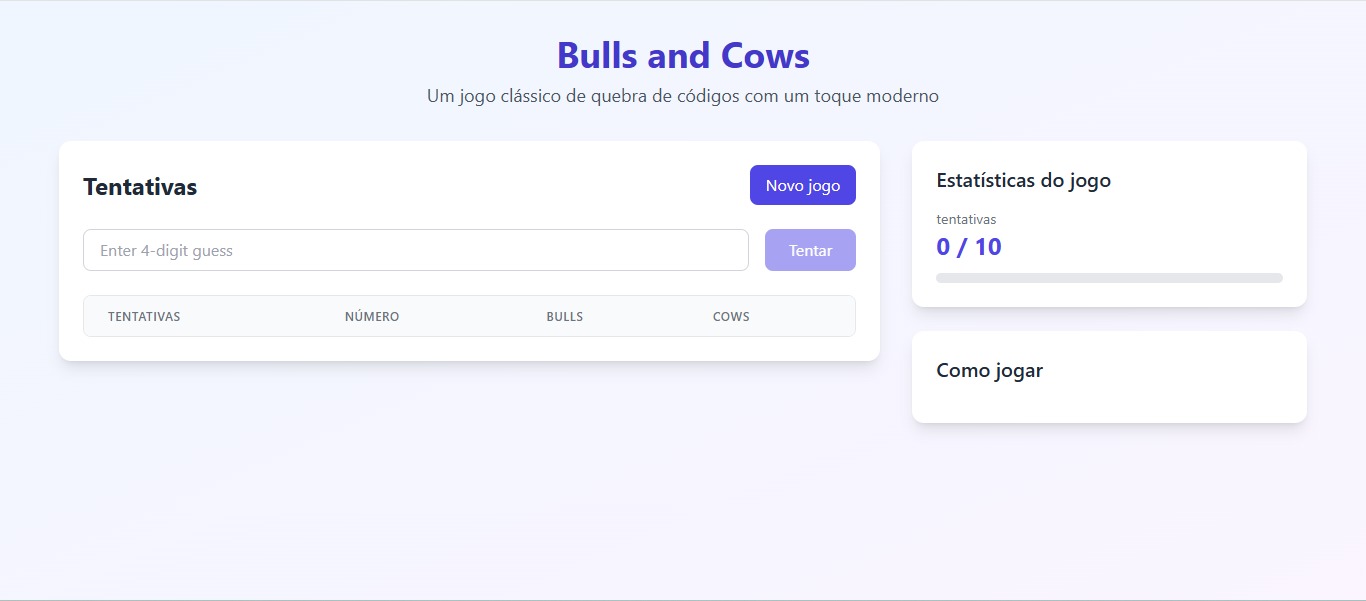 Bulls and Cows
Um jogo clássico de quebra de códigos com um toque moderno
Tentativas
Novo jogo
Enter 4-digit guess
Tentar
TENTATIVAS NÚMERO BULLS COWS
Estatísticas do jogo
tentativas
0 / 10
Como jogar